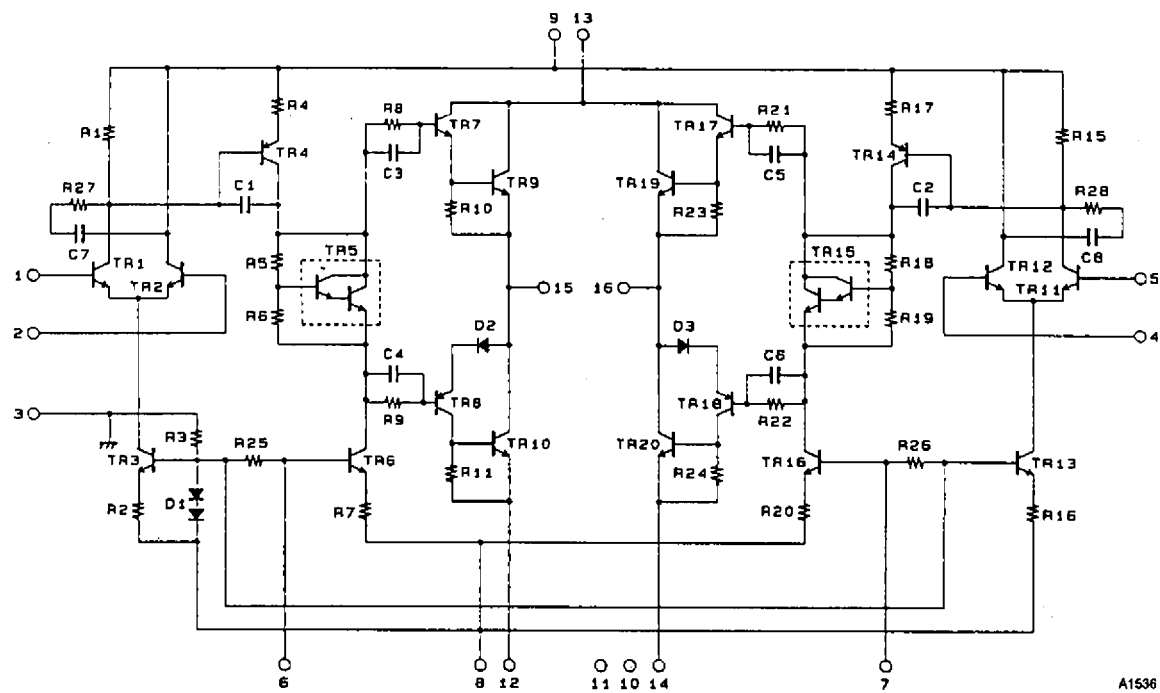 9 13
R4 R8 R21 R17
R1 TR7 TR17 R15
TR4 TR14
C3 C5
R27 C1 TR9 TR19 C2 R28
R10 R23
C7 TR5 TR15 C8
1 TR1 TR2 R5 R18 TR12 TR11 5
15 16
2 R6 R19 4
D2 D3
C4 C6
3 TR8 TR18
R3 R25 R9 R22 R26
TR3 TR6 TR10 TR20 TR16 TR13
R11 R24
R2 D1 R7 R20 R16
6 8 12 11 10 14 7
A1536